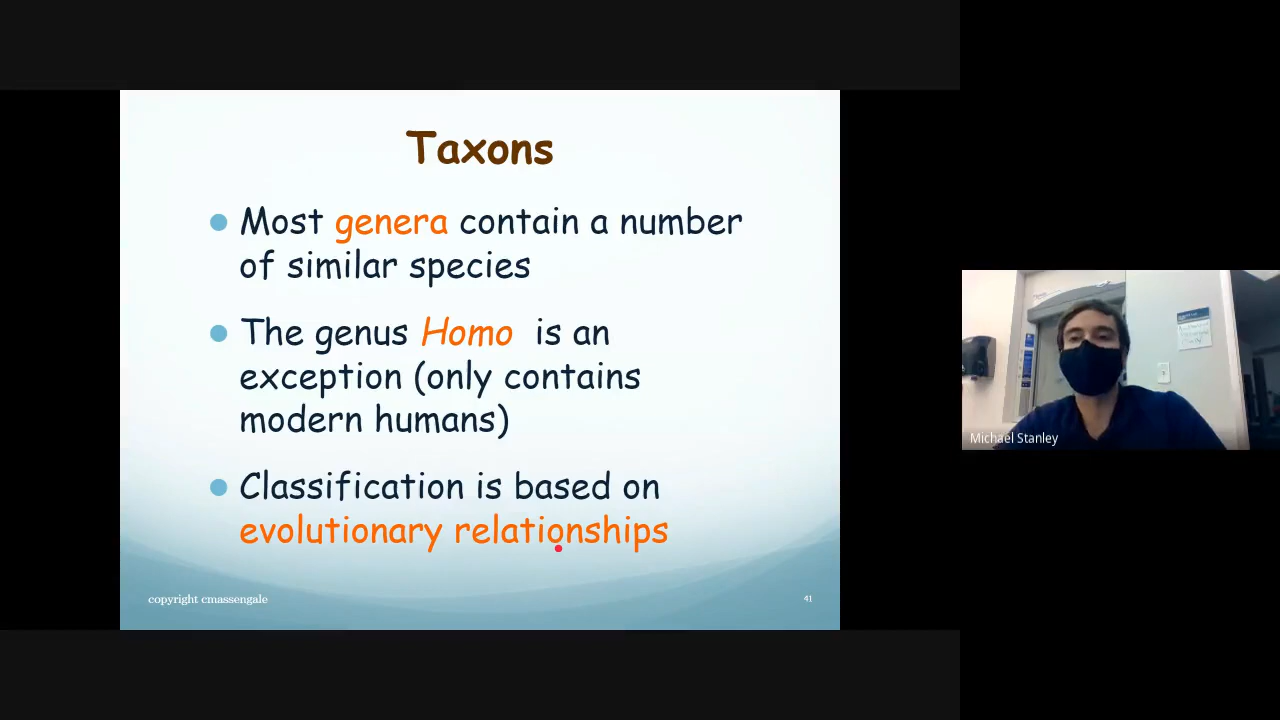 Taxons
Most genera contain a number
of similar species
The genus Homo is an
exception (only contains
modern humans)
Classification is based on
evolutionary relationships
copyright cmassengale
41
Michael Stanley